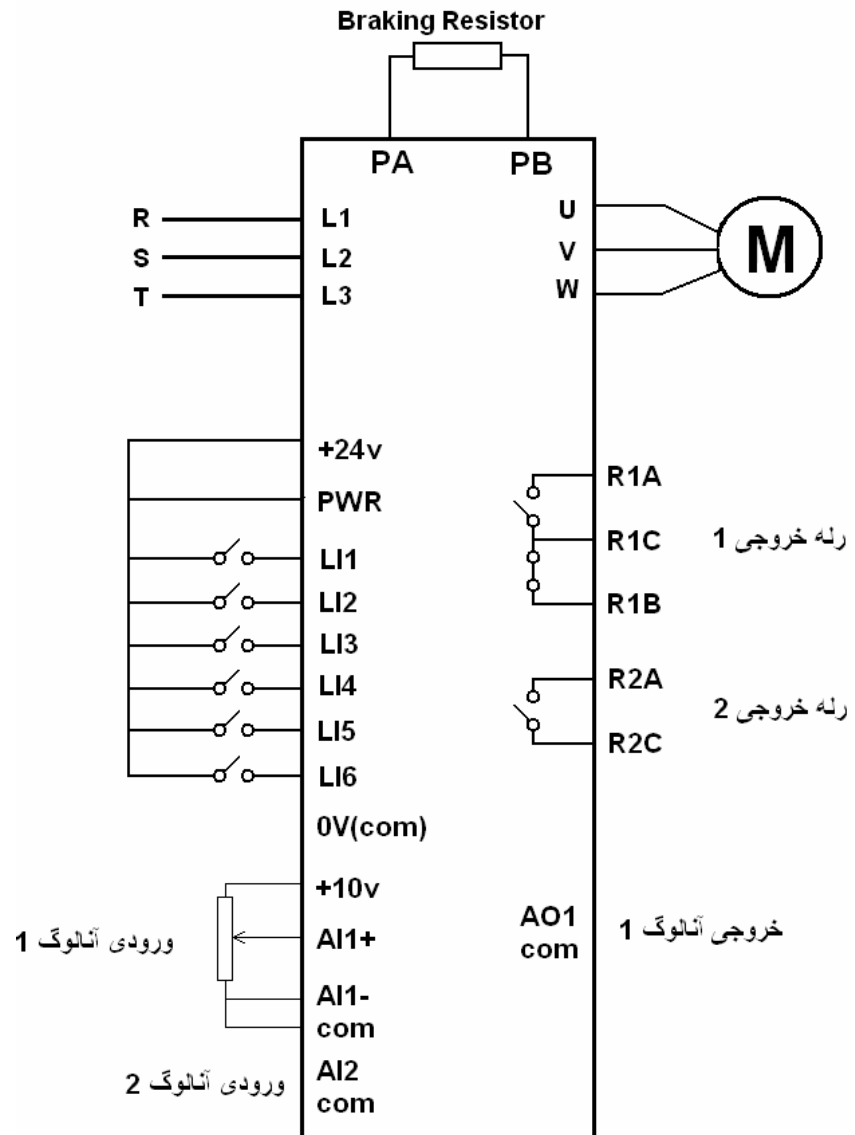 Braking Resistor
PA PB
R L1
S L2
T L3
U
V
W
M
+24v
PWR
LI1
LI2
LI3
LI4
LI5
LI6
0V(com)
+10v
AI1+
AI1-
com
AI2
com
ورودی آنالوگ 1
ورودی آنالوگ 2
R1A
R1C
R1B
رله خروجی 1
R2A
R2C
رله خروجی 2
AO1
com
خروجی آنالوگ 1